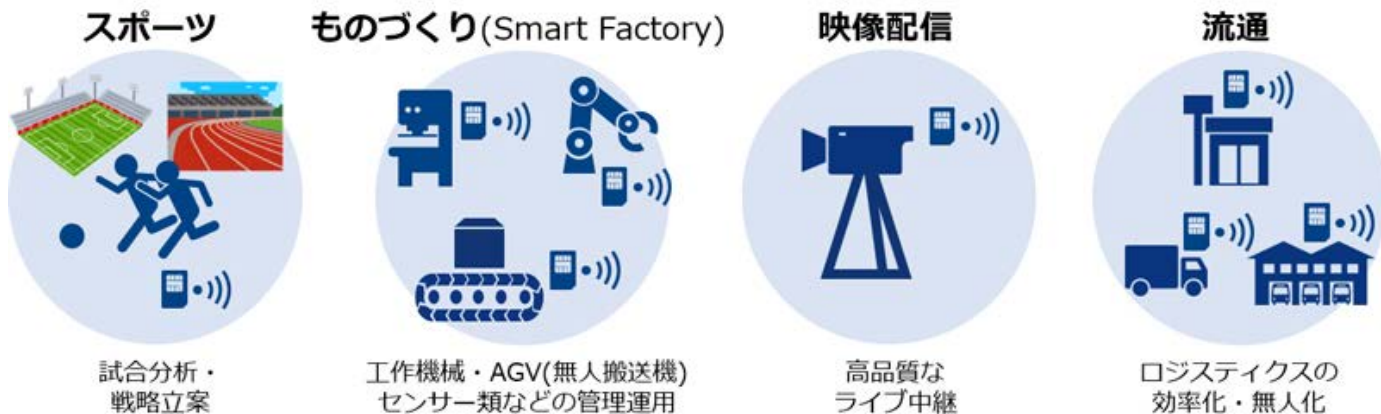 スポーツ
ものづくり(Smart Factory)
映像配信
流通
試合分析・
戦略立案
工作機械・AGV(無人搬送機)
センサー類などの管理運用
高品質な
ライブ中継
ロジスティクスの
効率化・無人化